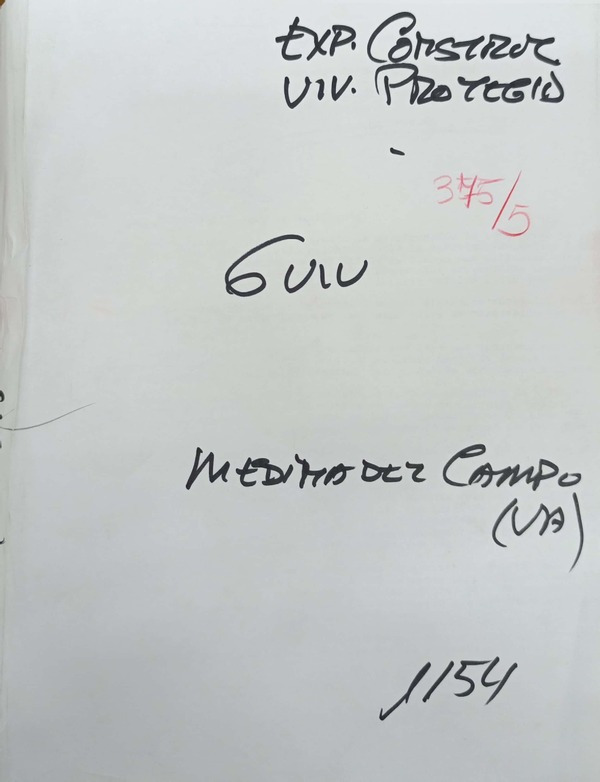 EXP. CONSTRUC
VIV. PROTEGID
375/5
6 VIV
MEDINA DEL CAMPO
(VA)
1154